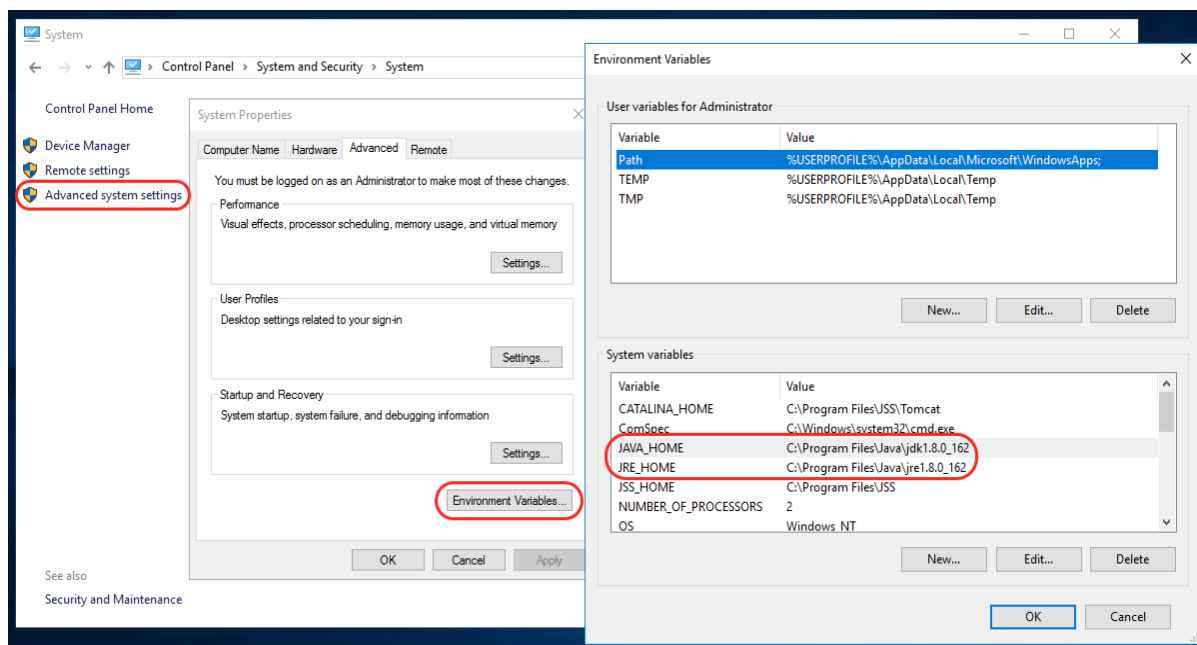 System
Control Panel > System and Security > System
Control Panel Home
Device Manager
Remote settings
Advanced system settings
See also
Security and Maintenance
System Properties
Computer Name Hardware Advanced Remote
You must be logged on as an Administrator to make most of these changes.
Performance
Visual effects, processor scheduling, memory usage, and virtual memory
Settings...
User Profiles
Desktop settings related to your sign-in
Settings...
Startup and Recovery
System startup, system failure, and debugging information
Settings...
Environment Variables...
OK Cancel Apply
Environment Variables
User variables for Administrator
Variable Value
Path %USERPROFILE%\AppData\Local\Microsoft\WindowsApps;
TEMP %USERPROFILE%\AppData\Local\Temp
TMP %USERPROFILE%\AppData\Local\Temp
New... Edit... Delete
System variables
Variable Value
CATALINA_HOME C:\Program Files\JSS\Tomcat
ComSpec C:\Windows\system32\cmd.exe
JAVA_HOME C:\Program Files\Java\jdk1.8.0_162
JRE_HOME C:\Program Files\Java\jre1.8.0_162
JSS_HOME C:\Program Files\JSS
NUMBER_OF_PROCESSORS 2
OS Windows_NT
New... Edit... Delete
OK Cancel